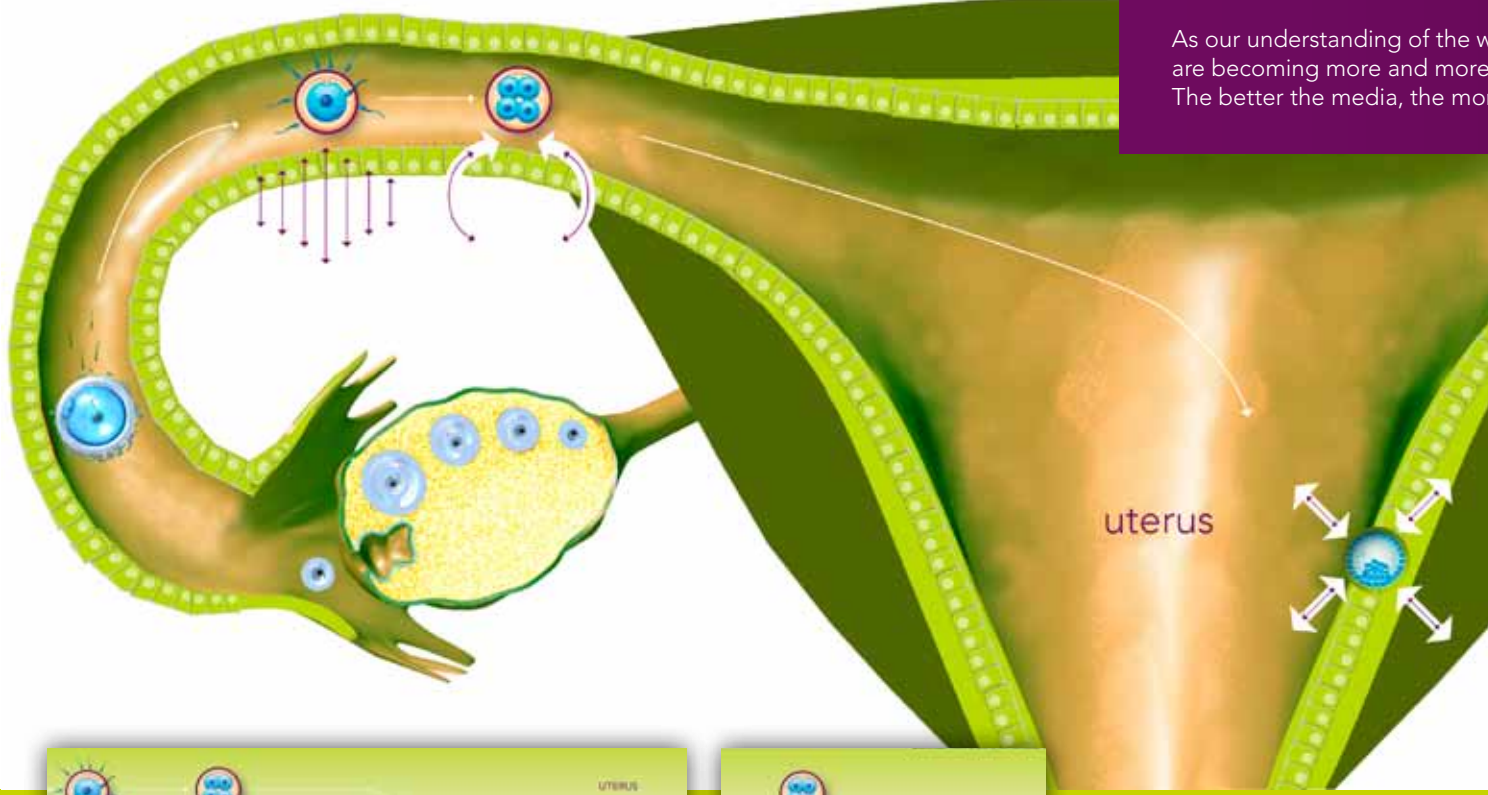 As our understanding of the w
are becoming more and more
The better the media, the mor
uterus
UTERUS